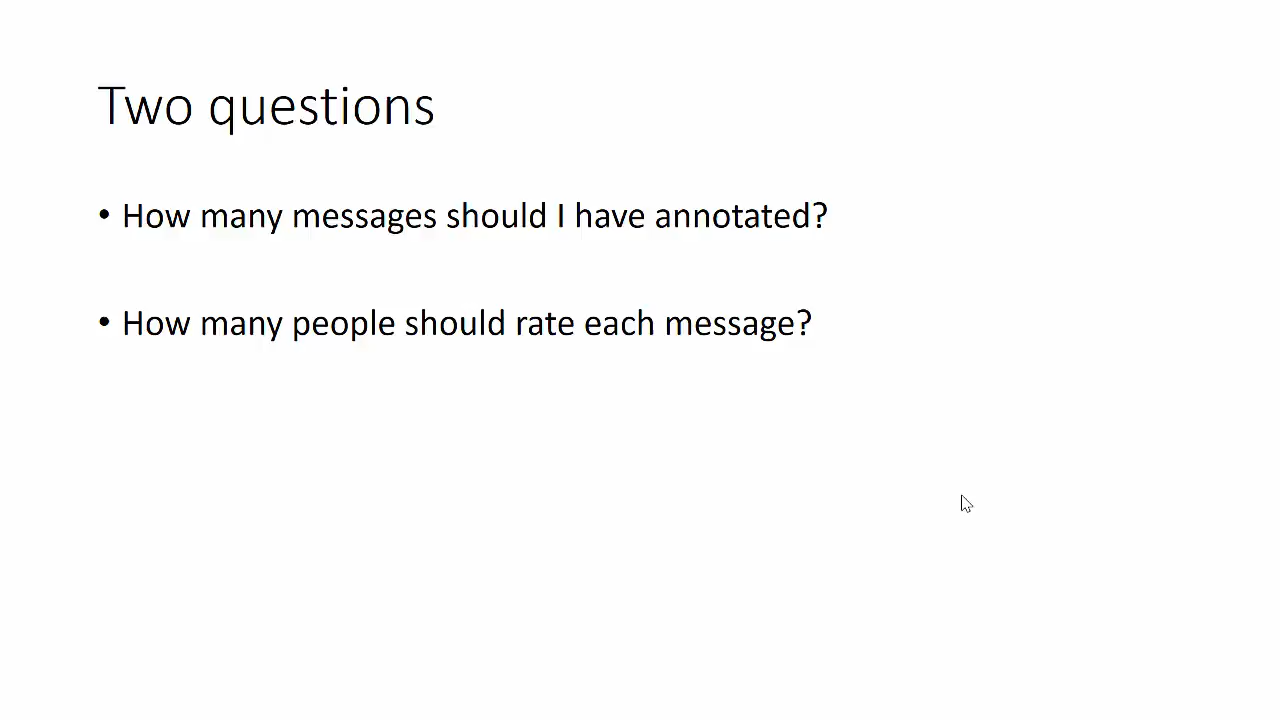 Two questions
• How many messages should I have annotated?
• How many people should rate each message?